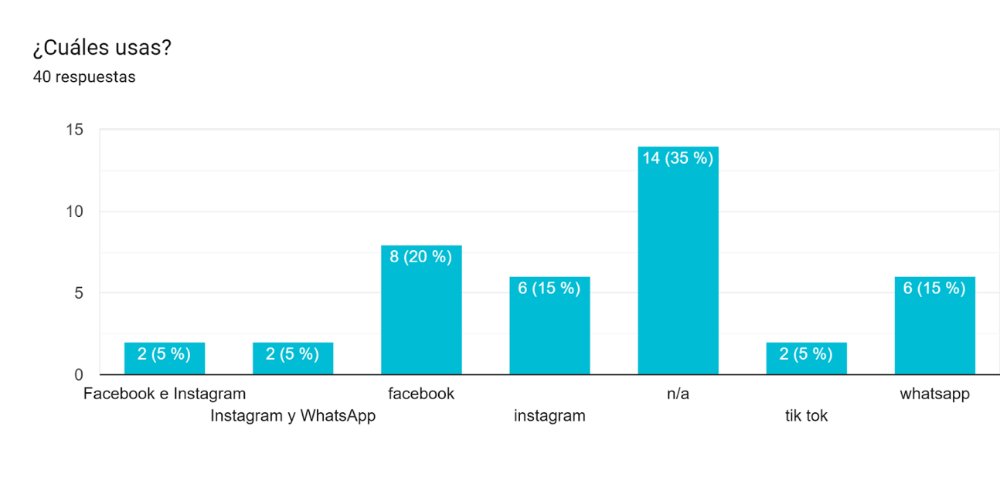 ¿Cuáles usas?
40 respuestas
15
10
5
0
2 (5 %)
2 (5 %)
8 (20 %)
6 (15 %)
14 (35 %)
2 (5 %)
6 (15 %)
Facebook e Instagram
Instagram y WhatsApp
facebook
instagram
n/a
tik tok
whatsapp